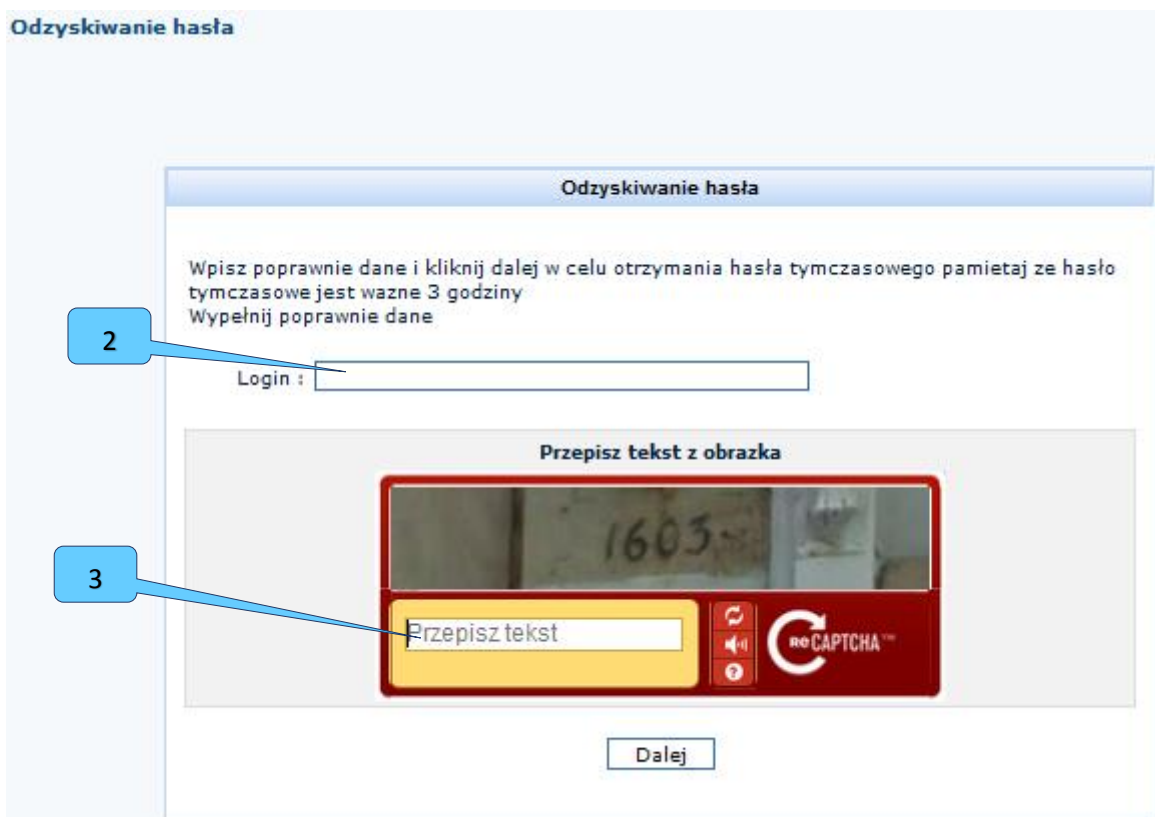 Odzyskiwanie hasła
Odzyskiwanie hasła
Wpisz poprawnie dane i kliknij dalej w celu otrzymania hasła tymczasowego pamietaj ze hasło
tymczasowe jest wazne 3 godziny
Wypełnij poprawnie dane
2
Login :
Przepisz tekst z obrazka
1603
3
Przepisz tekst
?
reCAPTCHA™
Dalej